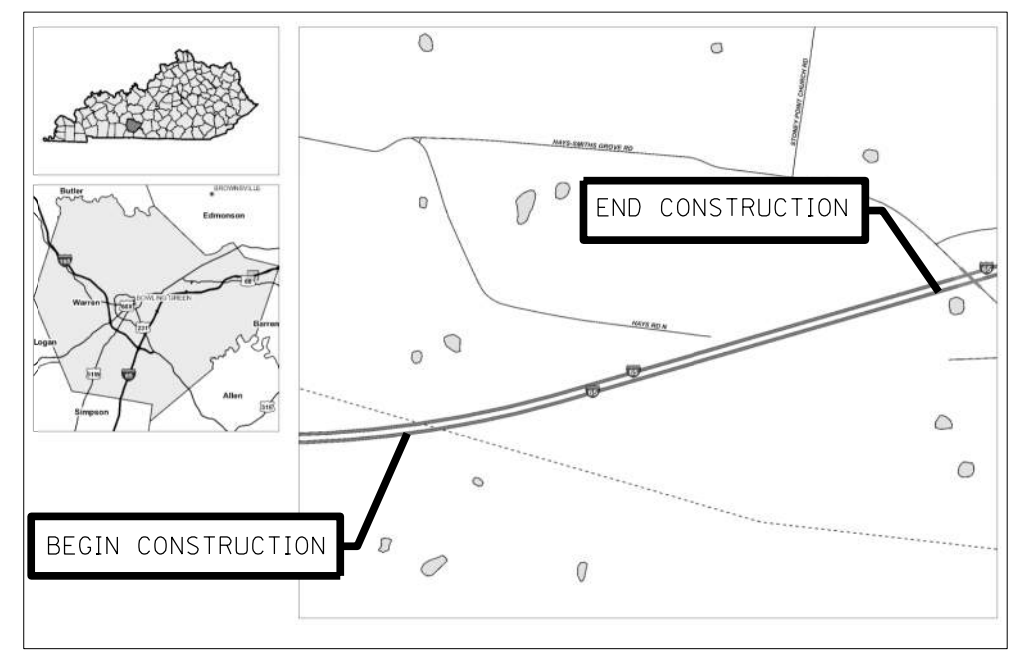 Butler
BROWNSVILLE
Edmonson
68
Warren
BOWLING GREEN
231
Barren
Logan
65
Allen
Simpson
STONEY POINT CHURCH RD
HAYS-SMITHS GROVE RD
END CONSTRUCTION
65
HAYS RD N
65
65
BEGIN CONSTRUCTION